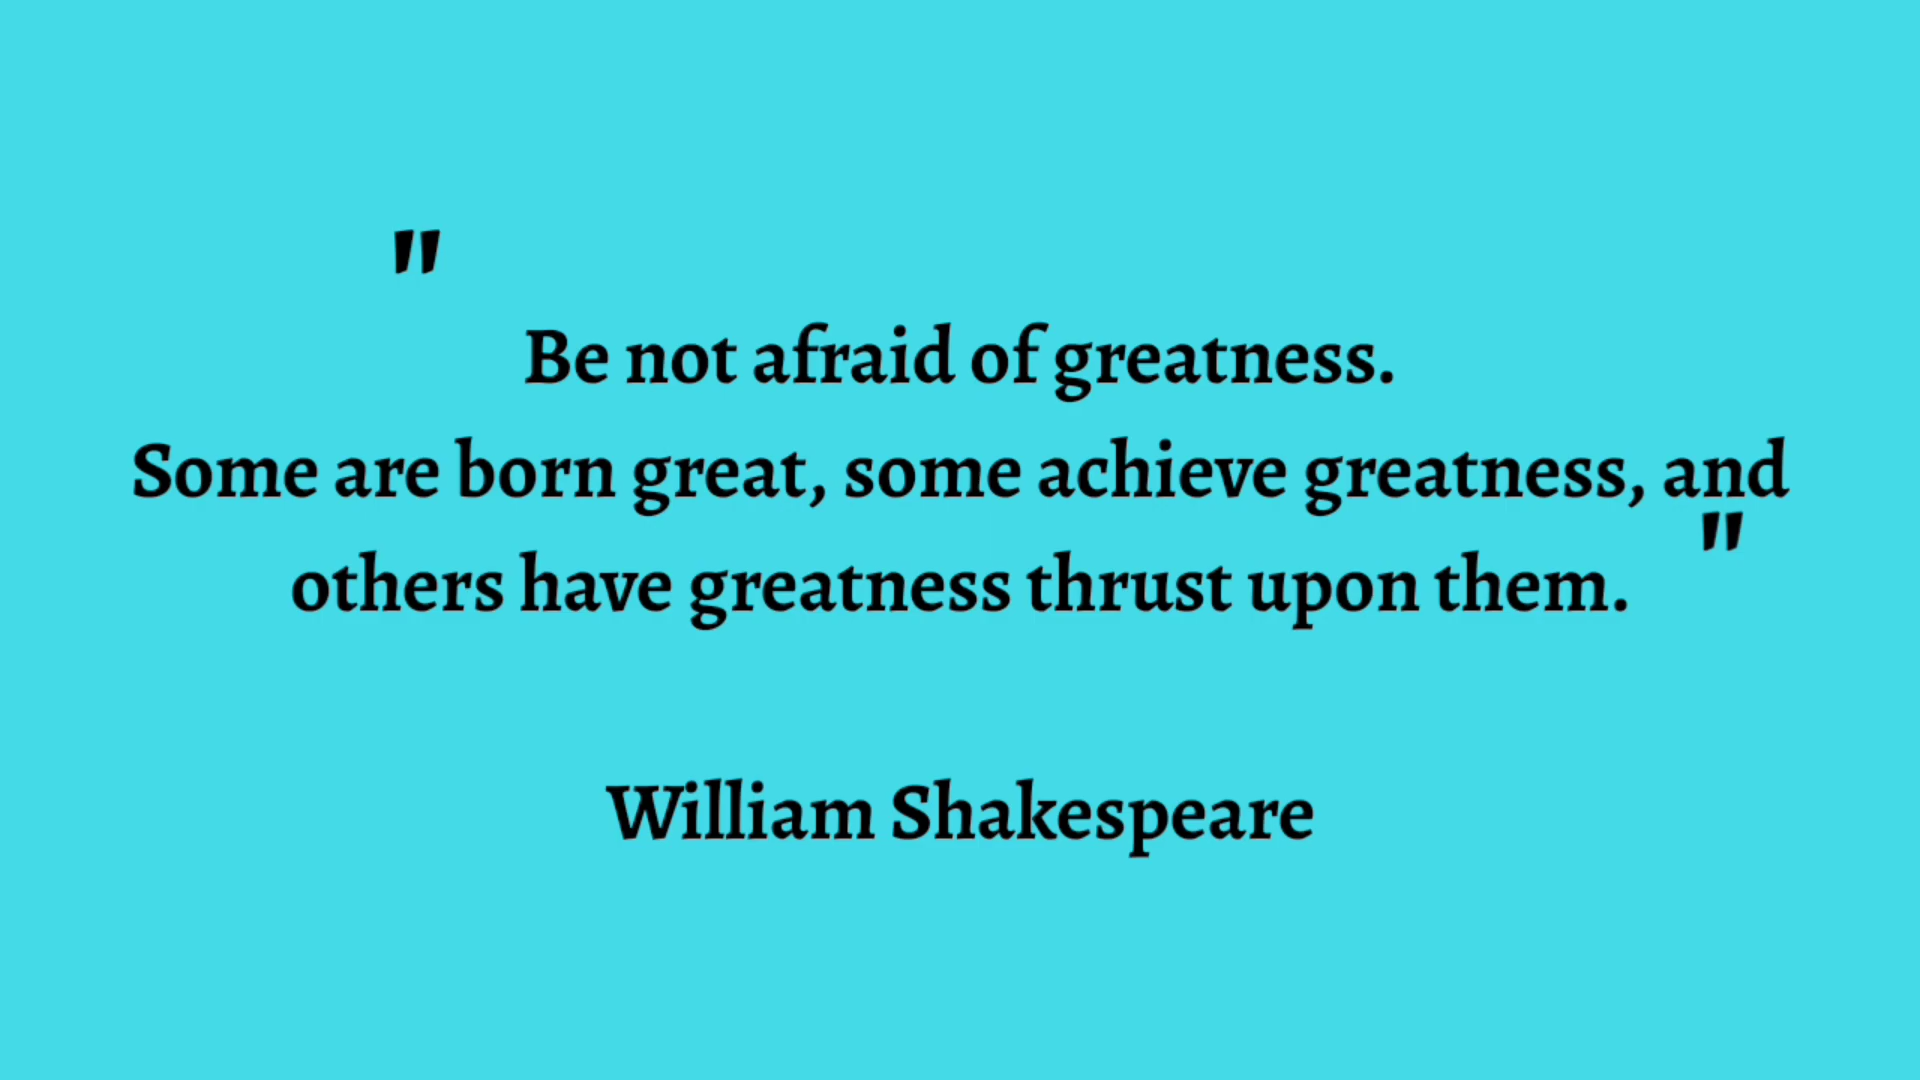 "
Be not afraid of greatness.
Some are born great, some achieve greatness, and
others have greatness thrust upon them. "
William Shakespeare